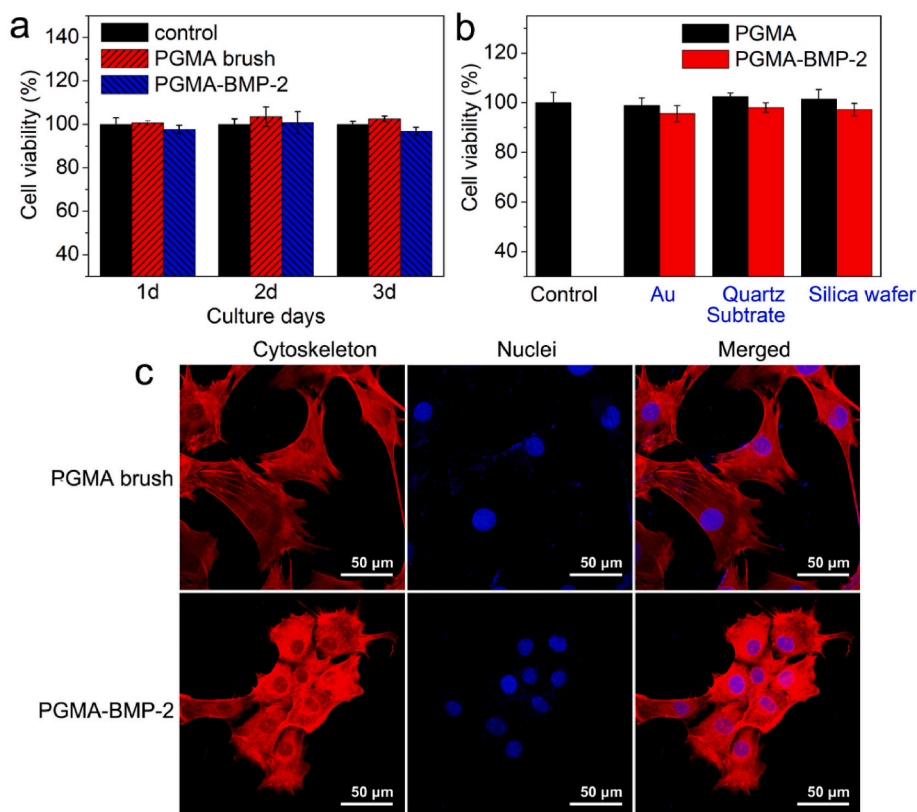 a
control
PGMA brush
PGMA-BMP-2
Cell viability (%)
140
120
100
80
60
40
1d 2d 3d
Culture days
b
PGMA
PGMA-BMP-2
Cell viability (%)
120
100
80
60
40
Control Au Quartz Silica wafer
Subtrate
c
Cytoskeleton Nuclei Merged
PGMA brush
50 µm 50 µm 50 µm
PGMA-BMP-2
50 µm 50 µm 50 µm